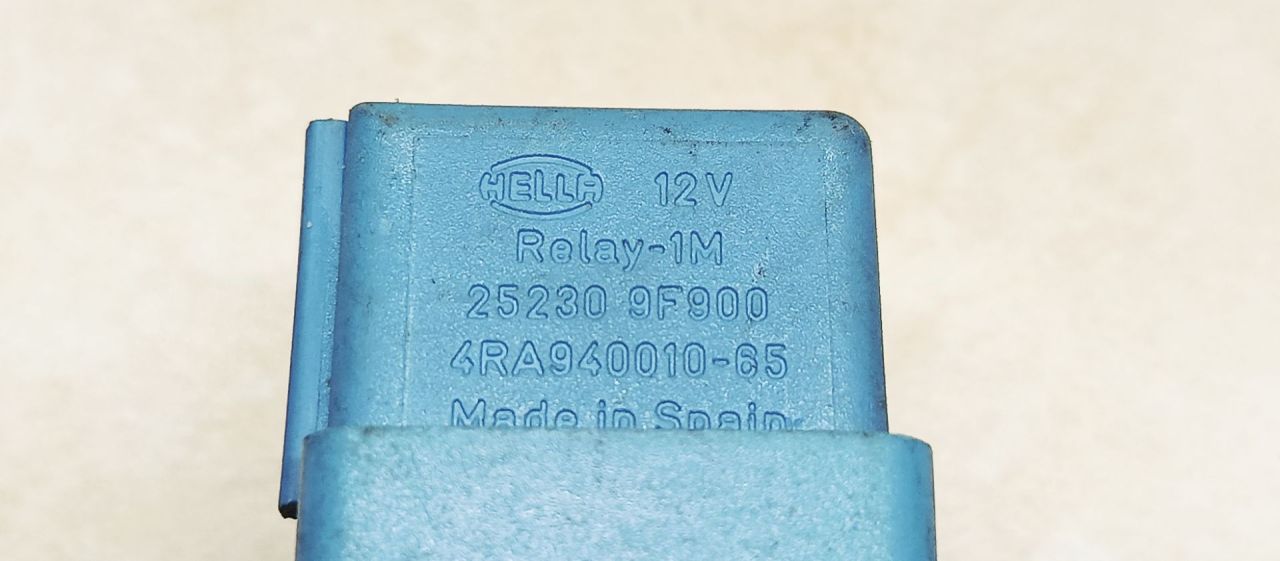 HELLA 12V
Relay-1M
25230 9F900
4RA940010-65
Made in Spain